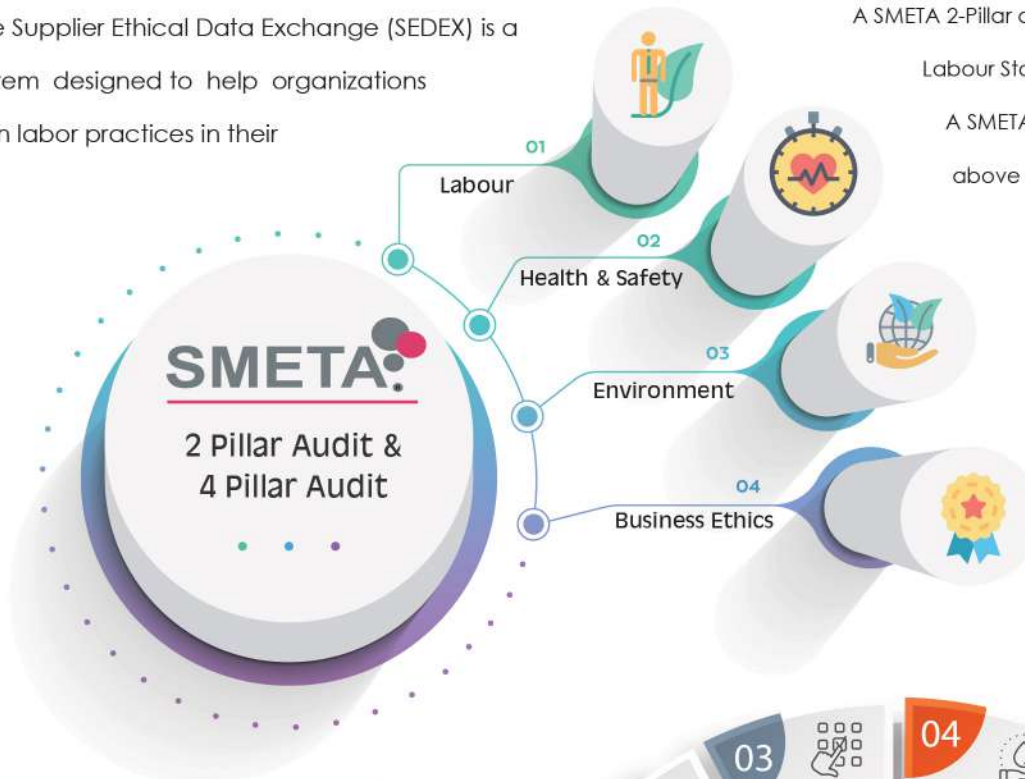 e Supplier Ethical Data Exchange (SEDEX) is a
em designed to help organizations
n labor practices in their
A SMETA 2-Pillar
Labour
A SMETA
above
01
Labour
02
Health & Safety
03
Environment
04
Business Ethics
SMETA
2 Pillar Audit &
4 Pillar Audit
03
04